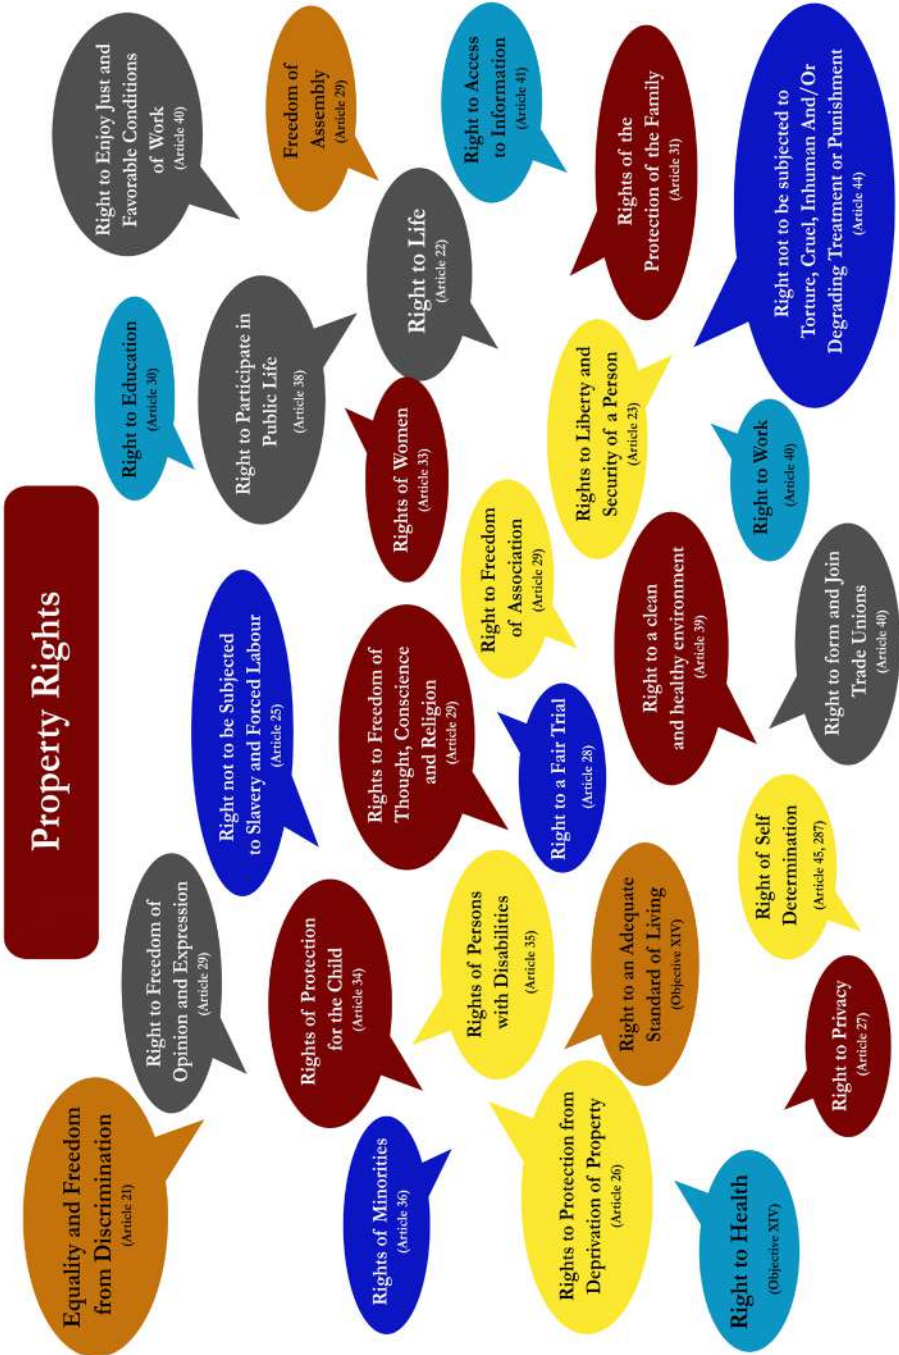 Property Rights
Equality and Freedom
from Discrimination
(Article 21)
Right to Freedom of
Opinion and Expression
(Article 29)
Right not to be Subjected
to Slavery and Forced Labour
(Article 25)
Right to Education
(Article 30)
Right to Enjoy Just and
Favorable Conditions
of Work
(Article 40)
Rights of Protection
for the Child
(Article 34)
Rights to Freedom of
Thought, Conscience
and Religion
(Article 29)
Right to Participate in
Public Life
(Article 38)
Freedom of
Assembly
(Article 29)
Rights of Minorities
(Article 36)
Rights of Persons
with Disabilities
(Article 35)
Right to Freedom
of Association
(Article 29)
Rights of Women
(Article 33)
Right to Life
(Article 22)
Right to Access
to Information
(Article 41)
Rights to Protection from
Deprivation of Property
(Article 26)
Right to an Adequate
Standard of Living
(Objective XIV)
Right to a Fair Trial
(Article 28)
Right to a clean
and healthy environment
(Article 39)
Rights to Liberty and
Security of a Person
(Article 23)
Rights of the
Protection of the Family
(Article 31)
Right to Health
(Objective XIV)
Right to Privacy
(Article 27)
Right of Self
Determination
(Article 45, 287)
Right to form and Join
Trade Unions
(Article 40)
Right to Work
(Article 40)
Right not to be subjected to
Torture, Cruel, Inhuman And/Or
Degrading Treatment or Punishment
(Article 44)